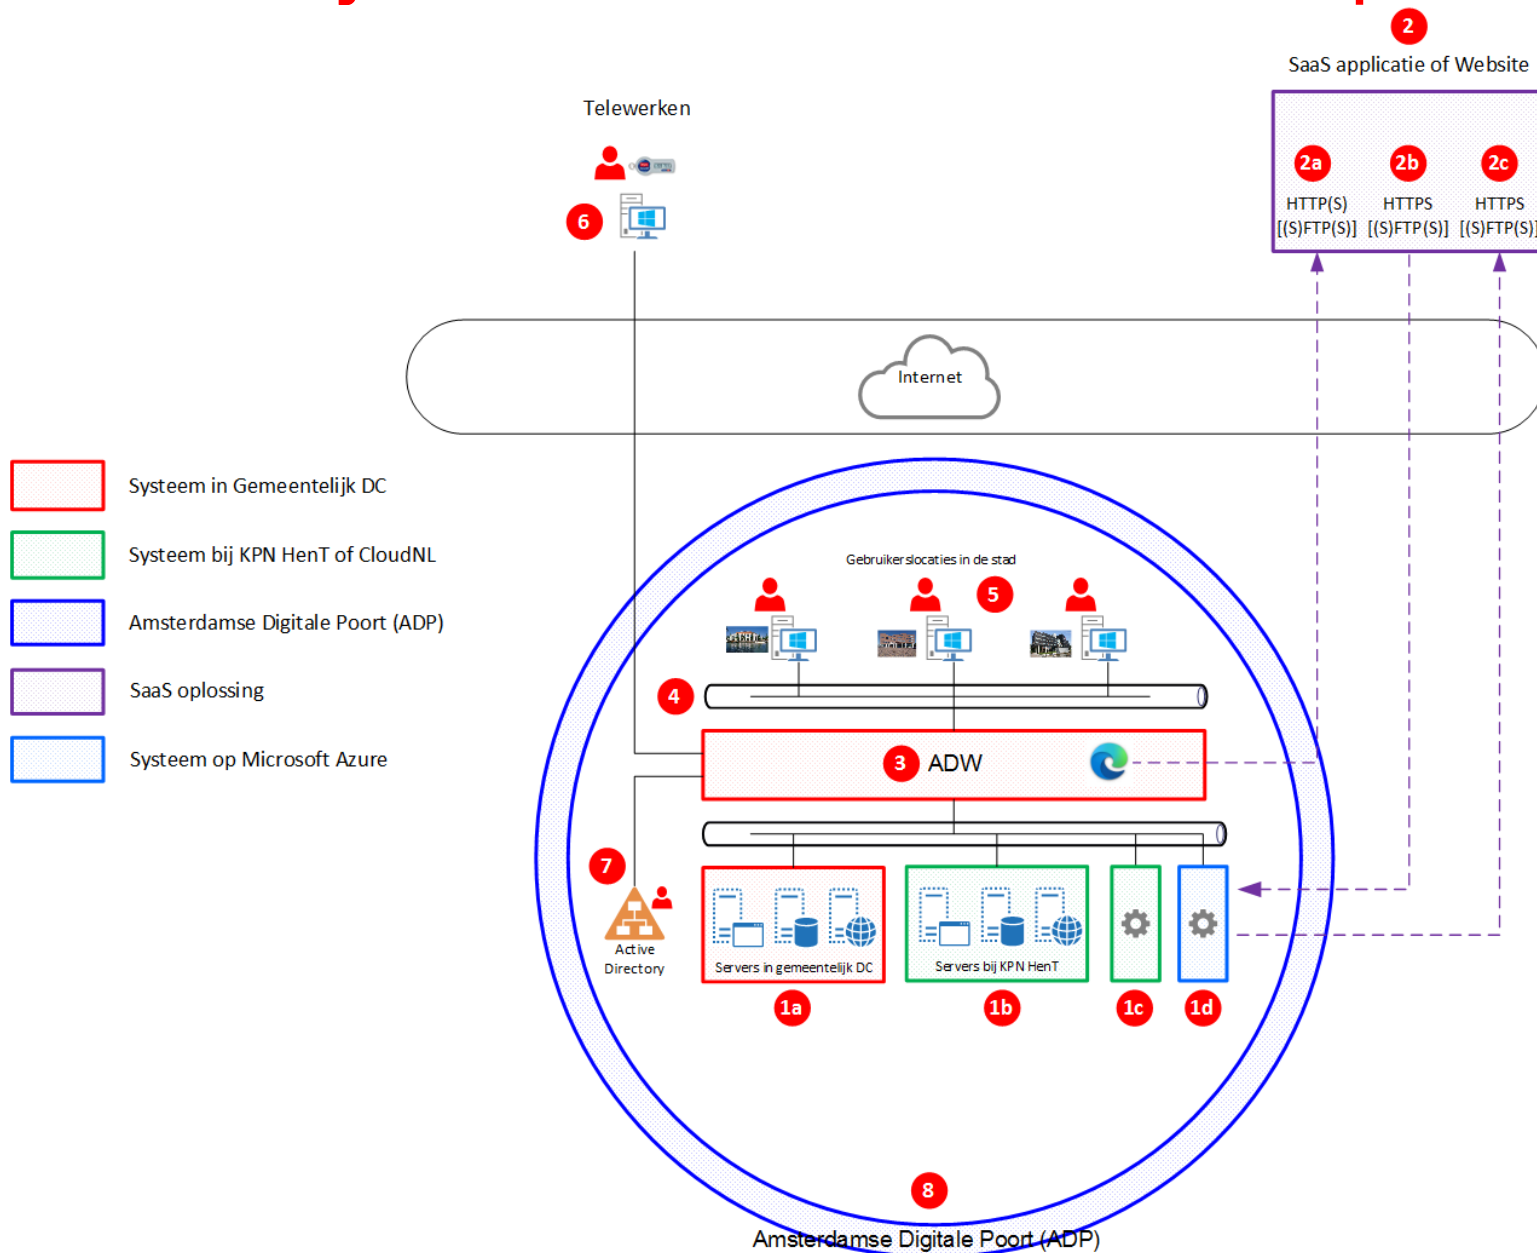 2
SaaS applicatie of Website
Telewerken
2a
2b
2c
HTTP(S)
[(S)FTP(S)]
HTTPS
[(S)FTP(S)]
HTTPS
[(S)FTP(S)]
6
Internet
Systeem in Gemeentelijk DC
Systeem bij KPN HenT of CloudNL
Amsterdamse Digitale Poort (ADP)
SaaS oplossing
Systeem op Microsoft Azure
Gebruikerslocaties in de stad
5
4
3
ADW
7
Active
Directory
Servers in gemeentelijk DC
Servers bij KPN HenT
1a
1b
1c
1d
8
Amsterdamse Digitale Poort (ADP)